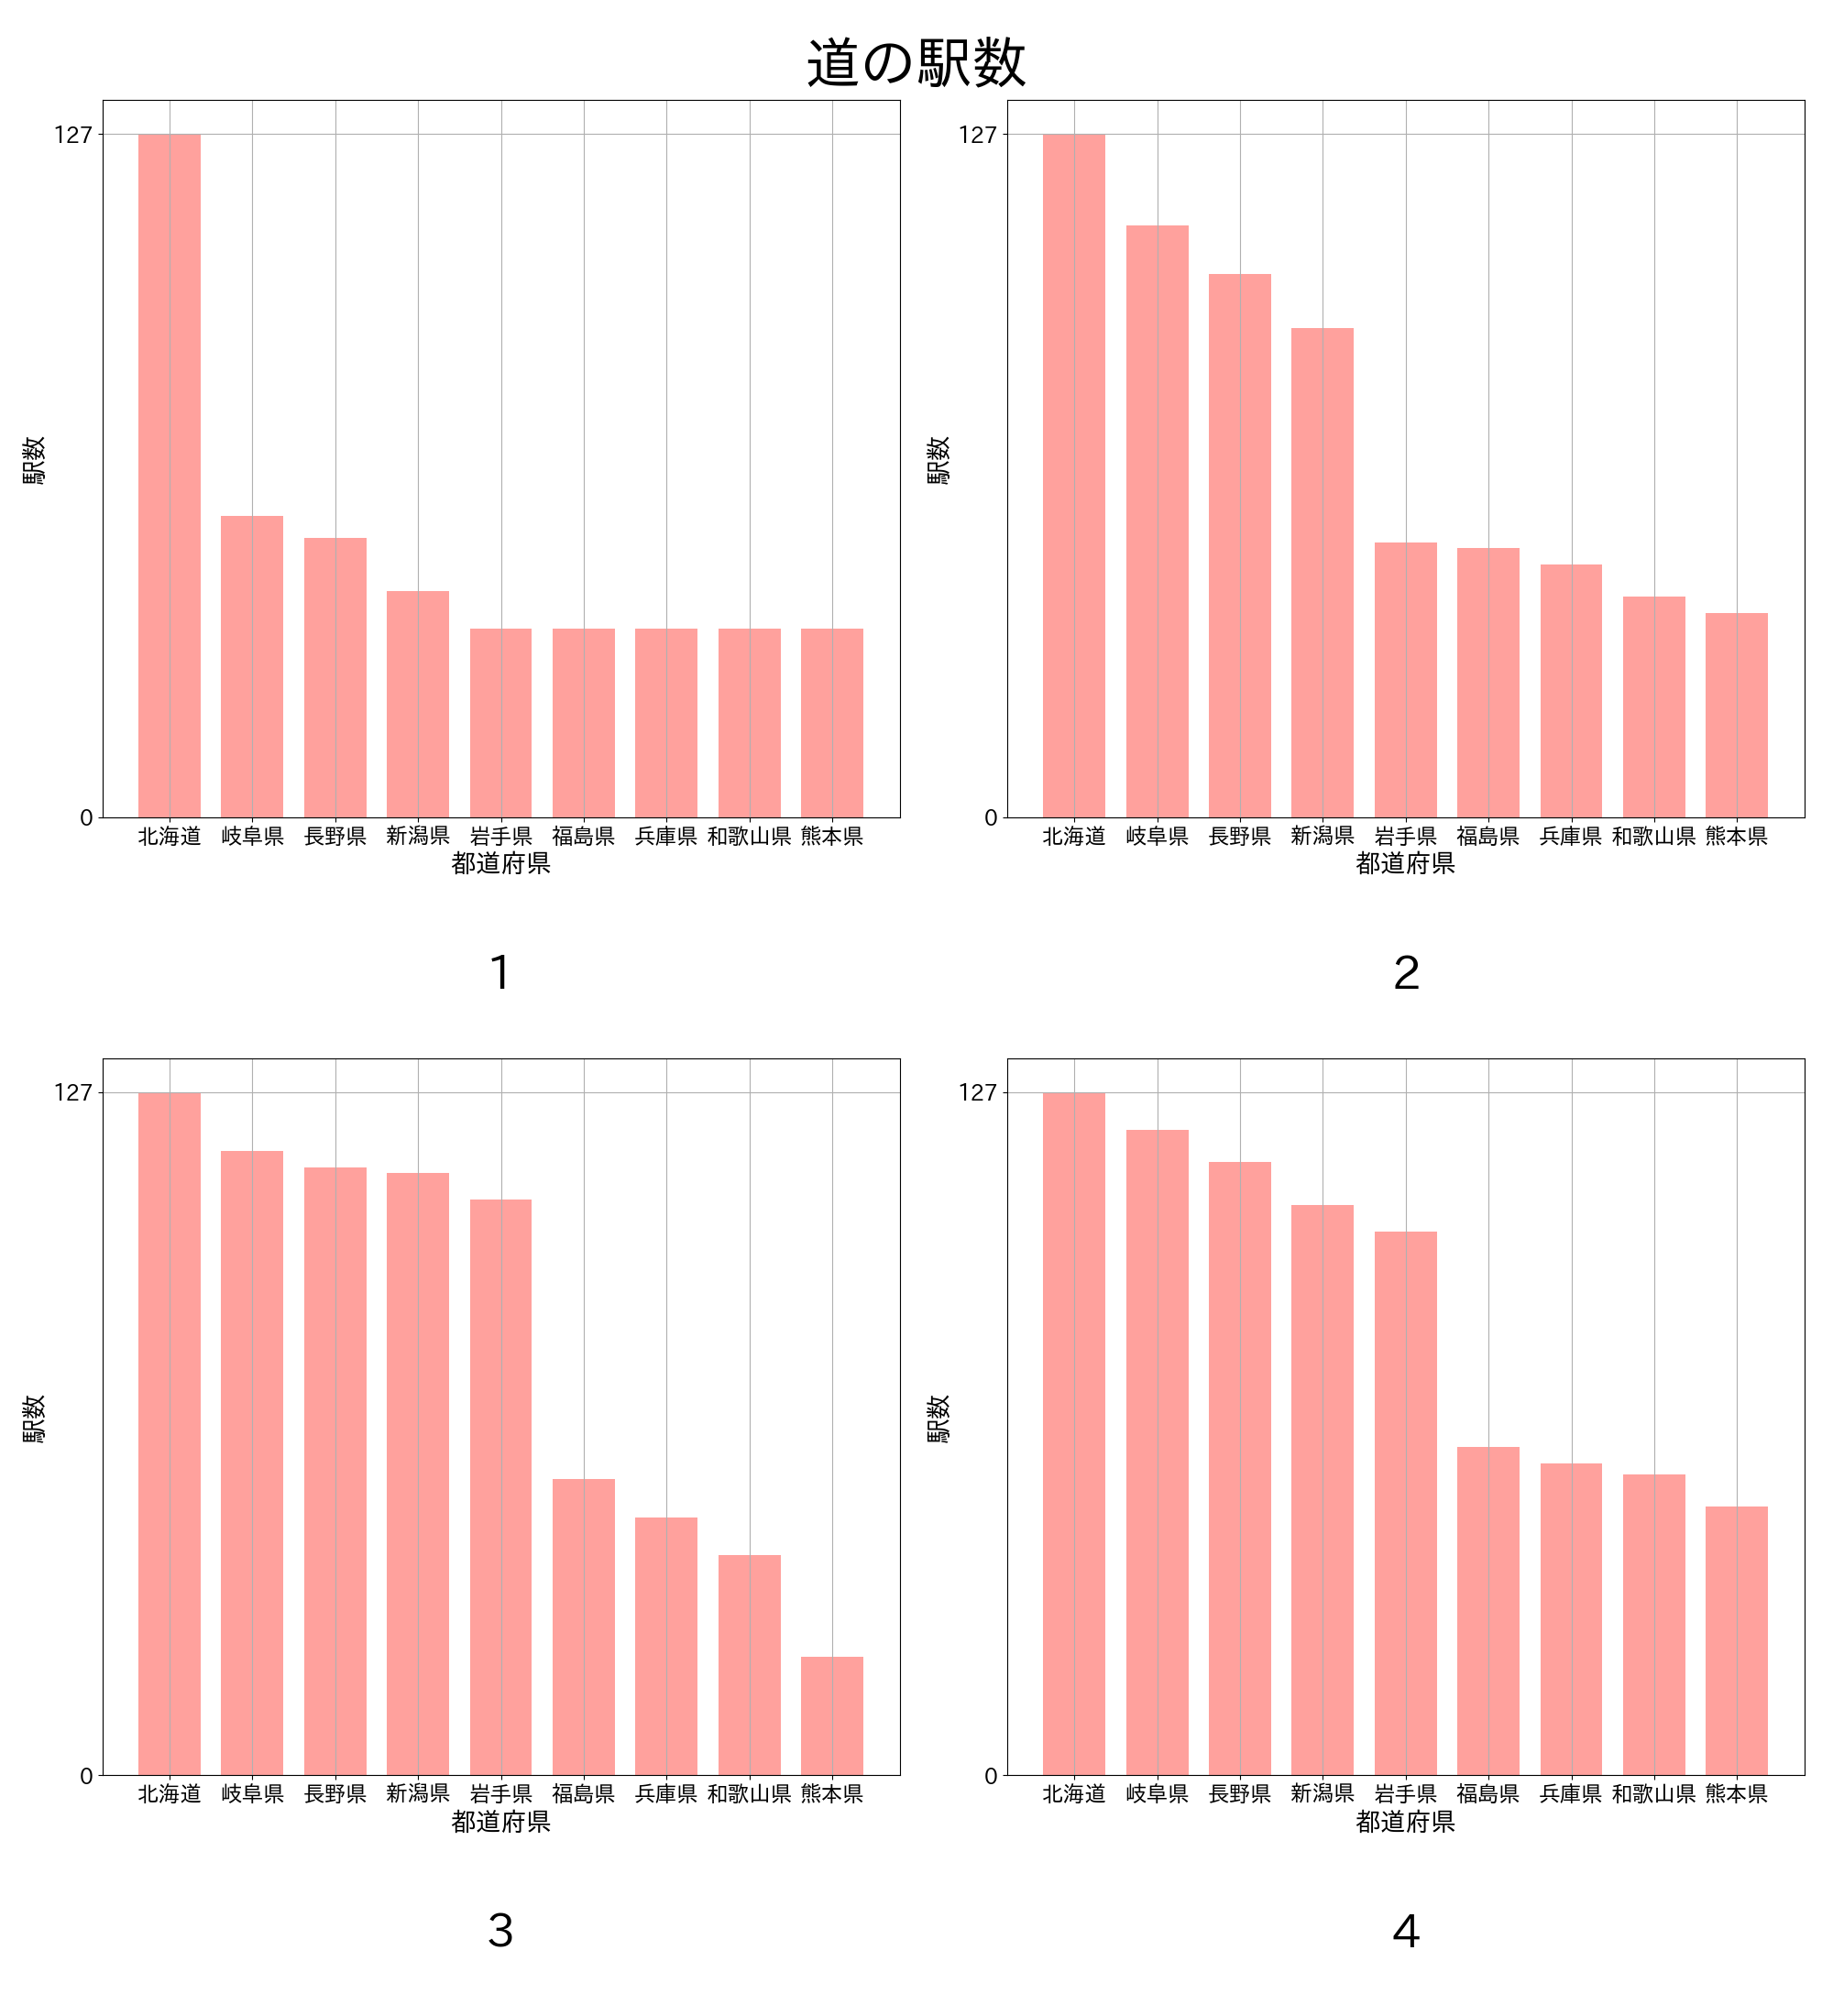 道の駅数
127
0
駅数
北海道 岐阜県 長野県 新潟県 岩手県 福島県 兵庫県 和歌山県 熊本県
都道府県
1
127
0
駅数
北海道 岐阜県 長野県 新潟県 岩手県 福島県 兵庫県 和歌山県 熊本県
都道府県
2
127
0
駅数
北海道 岐阜県 長野県 新潟県 岩手県 福島県 兵庫県 和歌山県 熊本県
都道府県
3
127
0
駅数
北海道 岐阜県 長野県 新潟県 岩手県 福島県 兵庫県 和歌山県 熊本県
都道府県
4